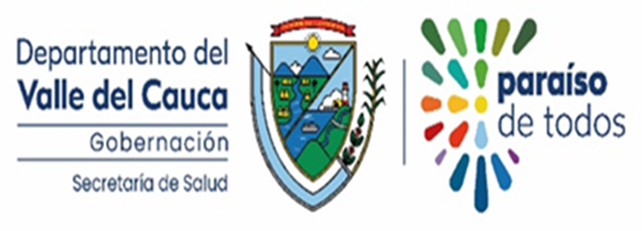 Departamento del
Valle del Cauca
Gobernación
Secretaría de Salud
paraíso
de todos